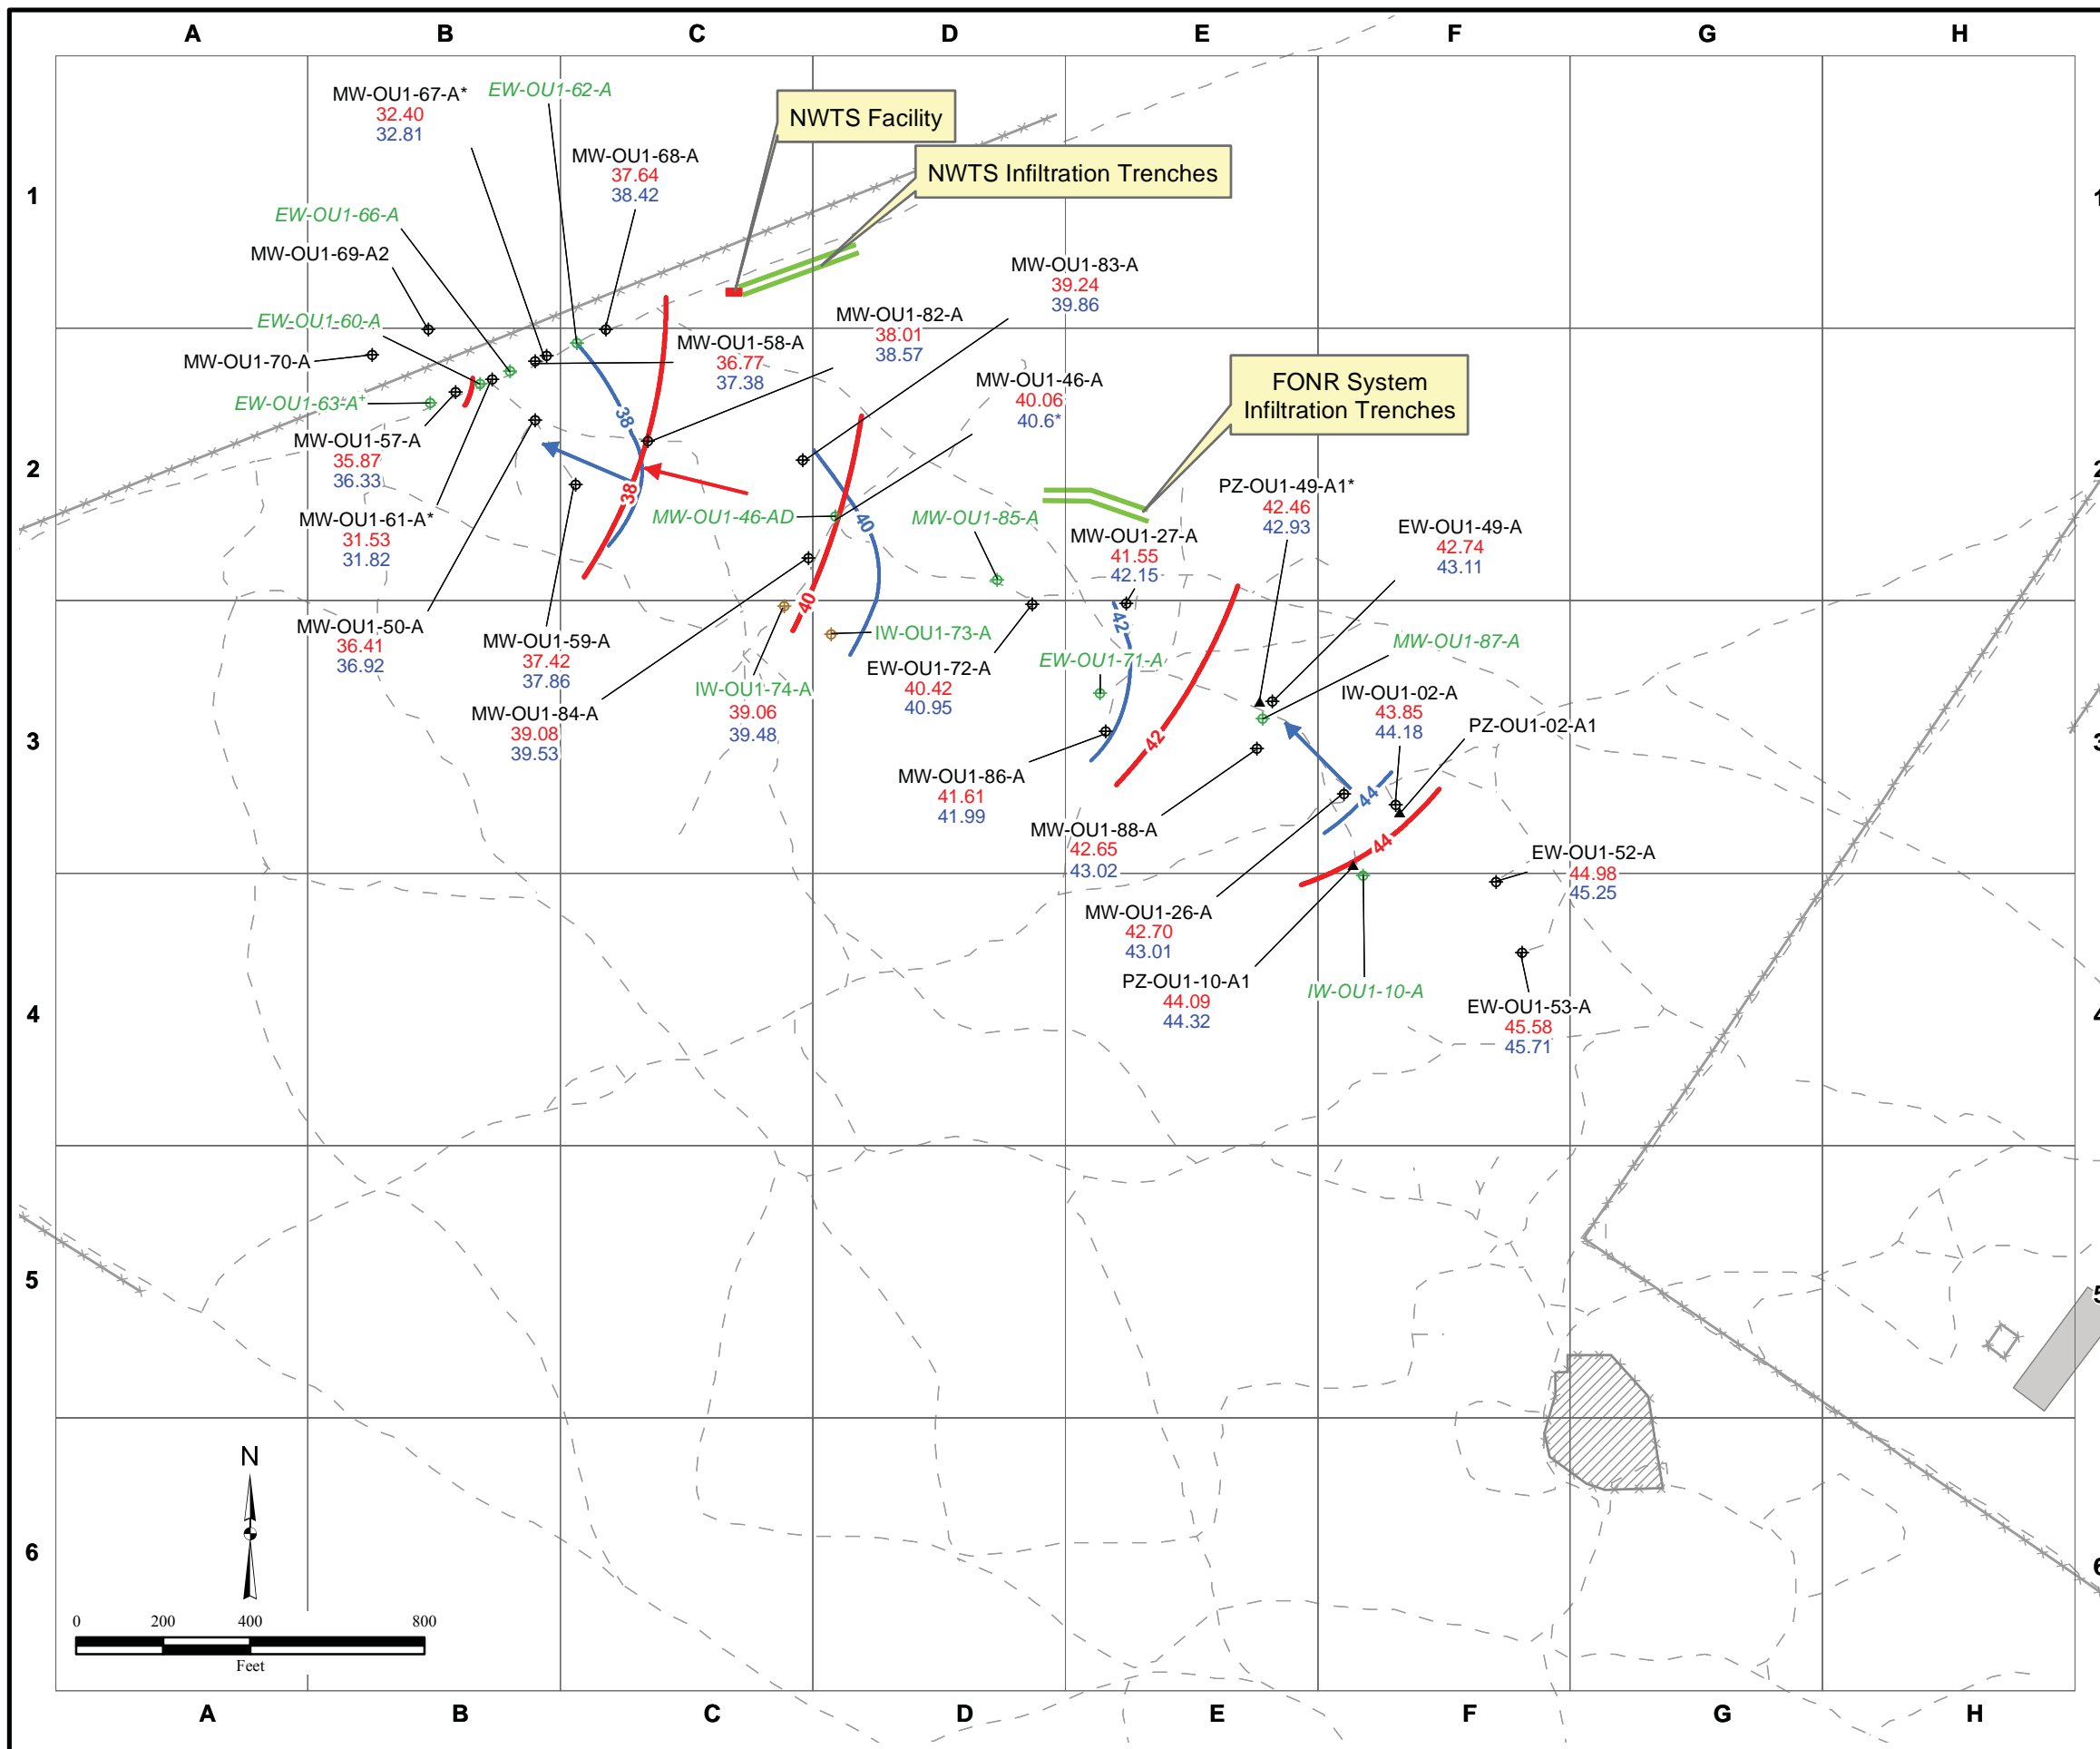 A B C D E F G H
MW-OU1-67-A*
32.40
32.81
EW-OU1-62-A
NWTS Facility
MW-OU1-68-A
37.64
38.42
NWTS Infiltration Trenches
1
1
EW-OU1-66-A
MW-OU1-69-A2
MW-OU1-83-A
39.24
39.86
EW-OU1-60-A
MW-OU1-82-A
38.01
38.57
MW-OU1-70-A
MW-OU1-58-A
36.77
37.38
MW-OU1-46-A
40.06
40.6*
FONR System
Infiltration Trenches
EW-OU1-63-A+
38
MW-OU1-57-A
35.87
36.33
2
2
38
MW-OU1-61-A*
31.53
31.82
MW-OU1-46-AD
40
MW-OU1-85-A
PZ-OU1-49-A1*
42.46
42.93
MW-OU1-27-A
41.55
42.15
EW-OU1-49-A
42.74
43.11
40
42
MW-OU1-50-A
36.41
36.92
MW-OU1-59-A
37.42
37.86
IW-OU1-73-A
EW-OU1-72-A
40.42
40.95
EW-OU1-71-A
MW-OU1-87-A
MW-OU1-84-A
39.08
39.53
IW-OU1-74-A
39.06
39.48
IW-OU1-02-A
43.85
44.18
PZ-OU1-02-A1
3
3
42
MW-OU1-86-A
41.61
41.99
44
MW-OU1-88-A
42.65
43.02
44
EW-OU1-52-A
44.98
45.25
MW-OU1-26-A
42.70
43.01
PZ-OU1-10-A1
44.09
44.32
IW-OU1-10-A
EW-OU1-53-A
45.58
45.71
4
4
5
5
N
6
6
0 200 400 800
Feet
A B C D E F G H